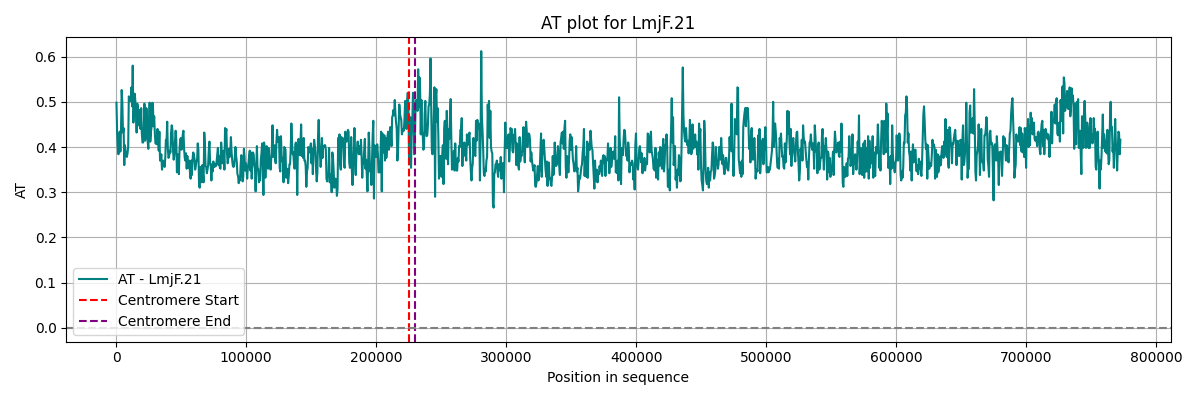 AT plot for LmjF.21
0.6
0.5
0.4
0.3
0.2
0.1
0.0
AT
AT - LmjF.21
Centromere Start
Centromere End
0 100000 200000 300000 400000 500000 600000 700000 800000
Position in sequence